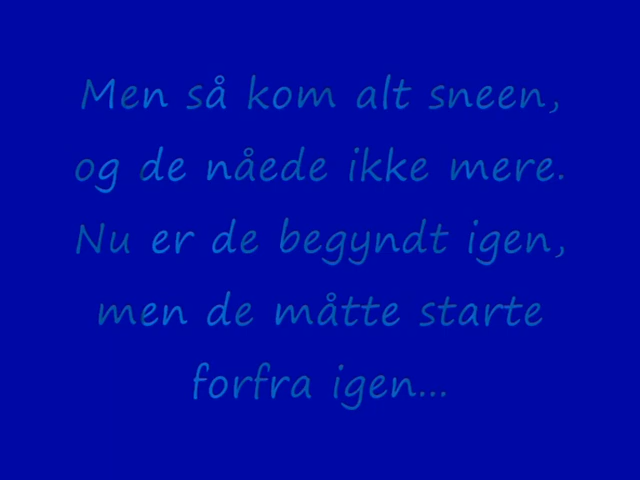 Men så kom alt sneen,
og de nåede ikke mere.
Nu er de begyndt igen,
men de måtte starte
forfra igen...